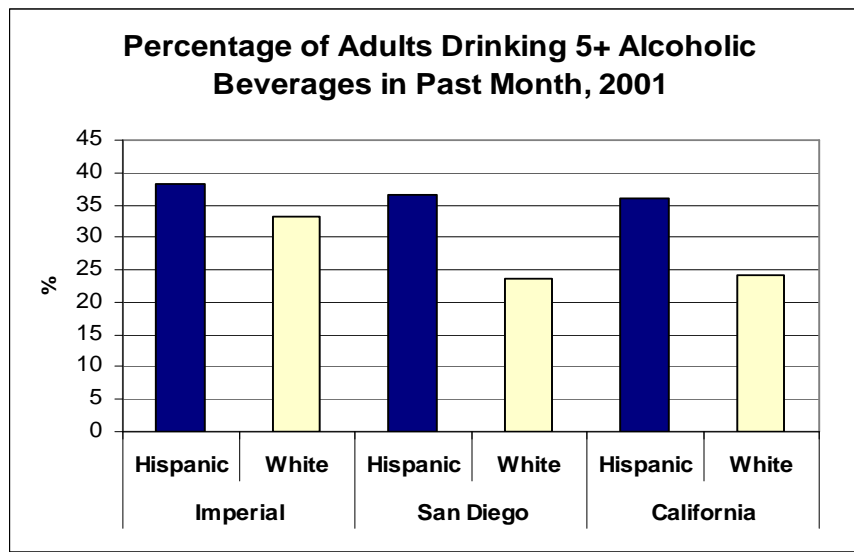 Percentage of Adults Drinking 5+ Alcoholic
Beverages in Past Month, 2001
45
40
35
30
25
20
15
10
5
0
%
Hispanic White Hispanic White Hispanic White
Imperial San Diego California